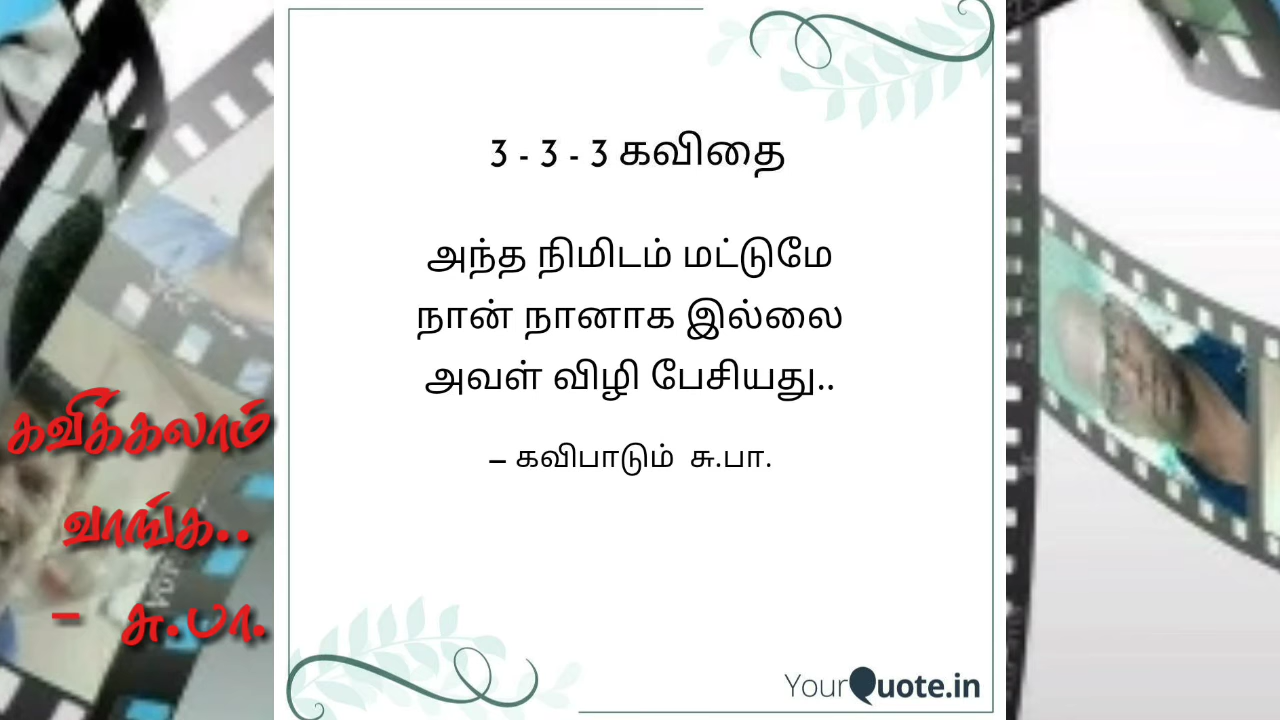 3 - 3 - 3 கவிதை
அந்த நிமிடம் மட்டுமே
நான் நானாக இல்லை
அவள் விழி பேசியது..
– கவிபாடும் சு.பா.
YourQuote.in
கவிக்கலாம்
வாங்க..
- சு.பா.